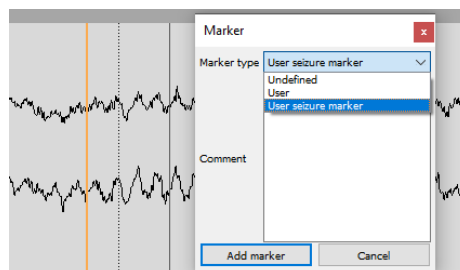 Marker
x
Marker type User seizure marker
Undefined
User
User seizure marker
Comment
Add marker Cancel